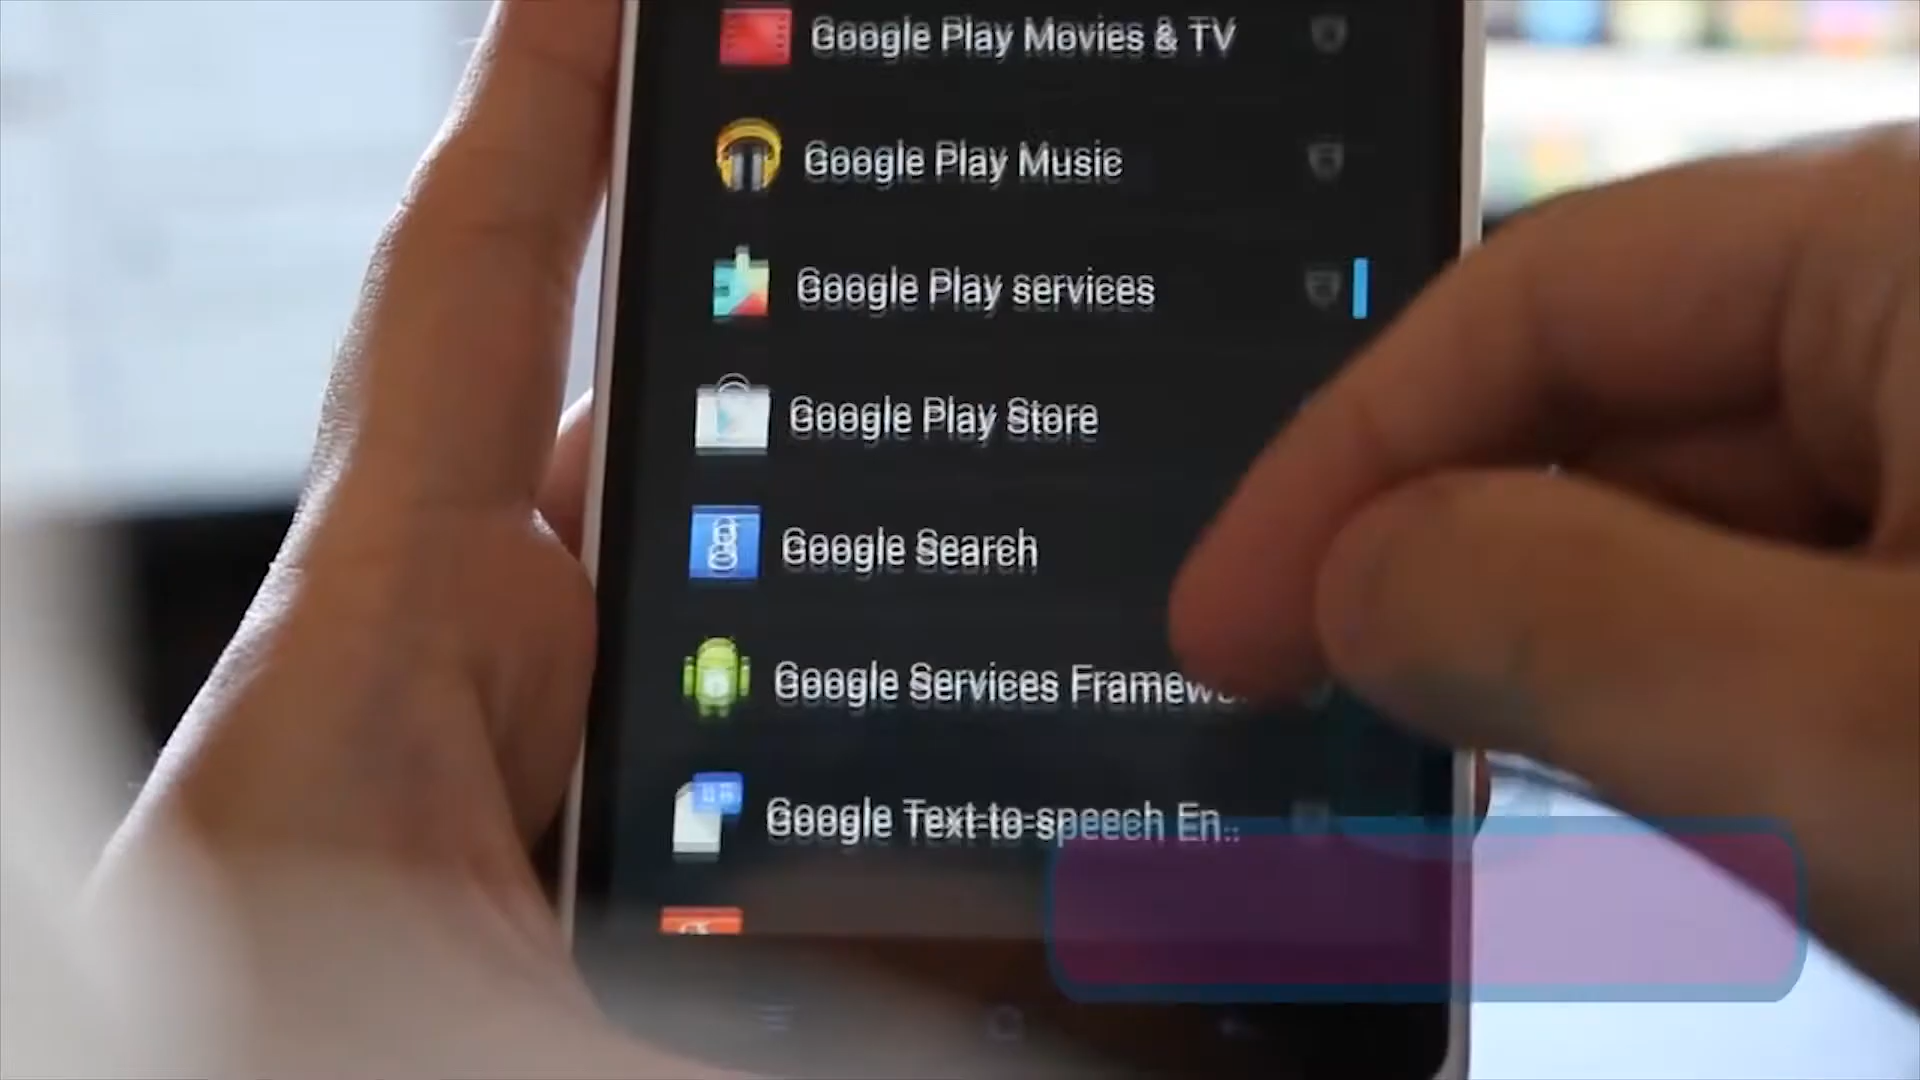 Google Play Movies & TV
Google Play Music
Google Play services
Google Play Store
Google Search
Google Services Framew...
Google Text-to-speech En..